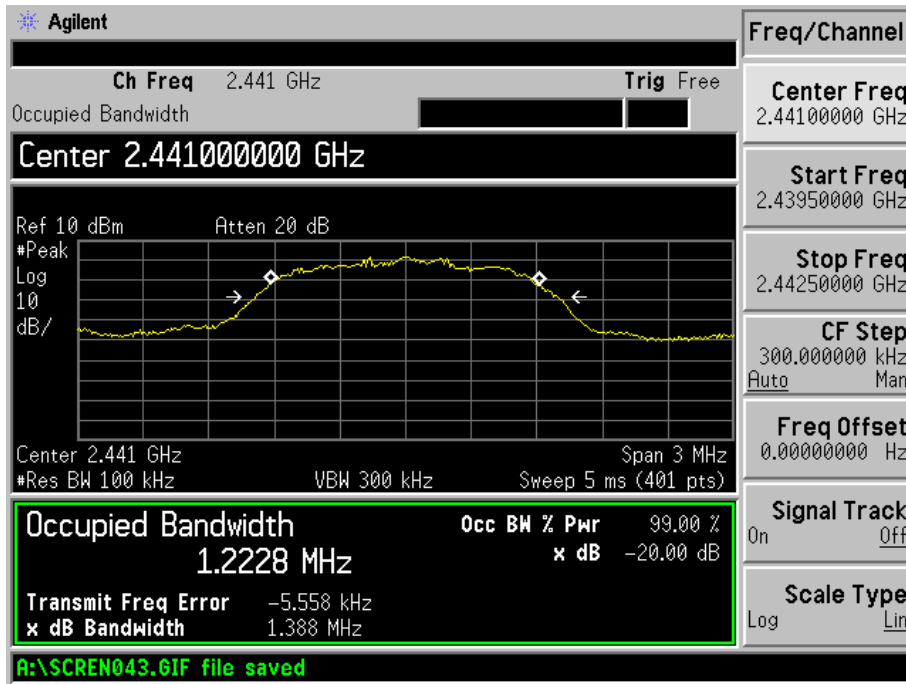 Agilent
Freq/Channel
Ch Freq 2.441 GHz Trig Free
Occupied Bandwidth
Center 2.441000000 GHz
Ref 10 dBm Atten 20 dB
#Peak
Log
10
dB/
Center 2.441 GHz Span 3 MHz
#Res BW 100 kHz VBW 300 kHz Sweep 5 ms (401 pts)
Occupied Bandwidth Occ BW % Pwr 99.00 %
1.2228 MHz x dB -20.00 dB
Transmit Freq Error -5.558 kHz
x dB Bandwidth 1.388 MHz
A:\SCREN043.GIF file saved
Center Freq
2.44100000 GHz
Start Freq
2.43950000 GHz
Stop Freq
2.44250000 GHz
CF Step
300.000000 kHz
Auto Man
Freq Offset
0.00000000 Hz
Signal Track
On Off
Scale Type
Log Lin